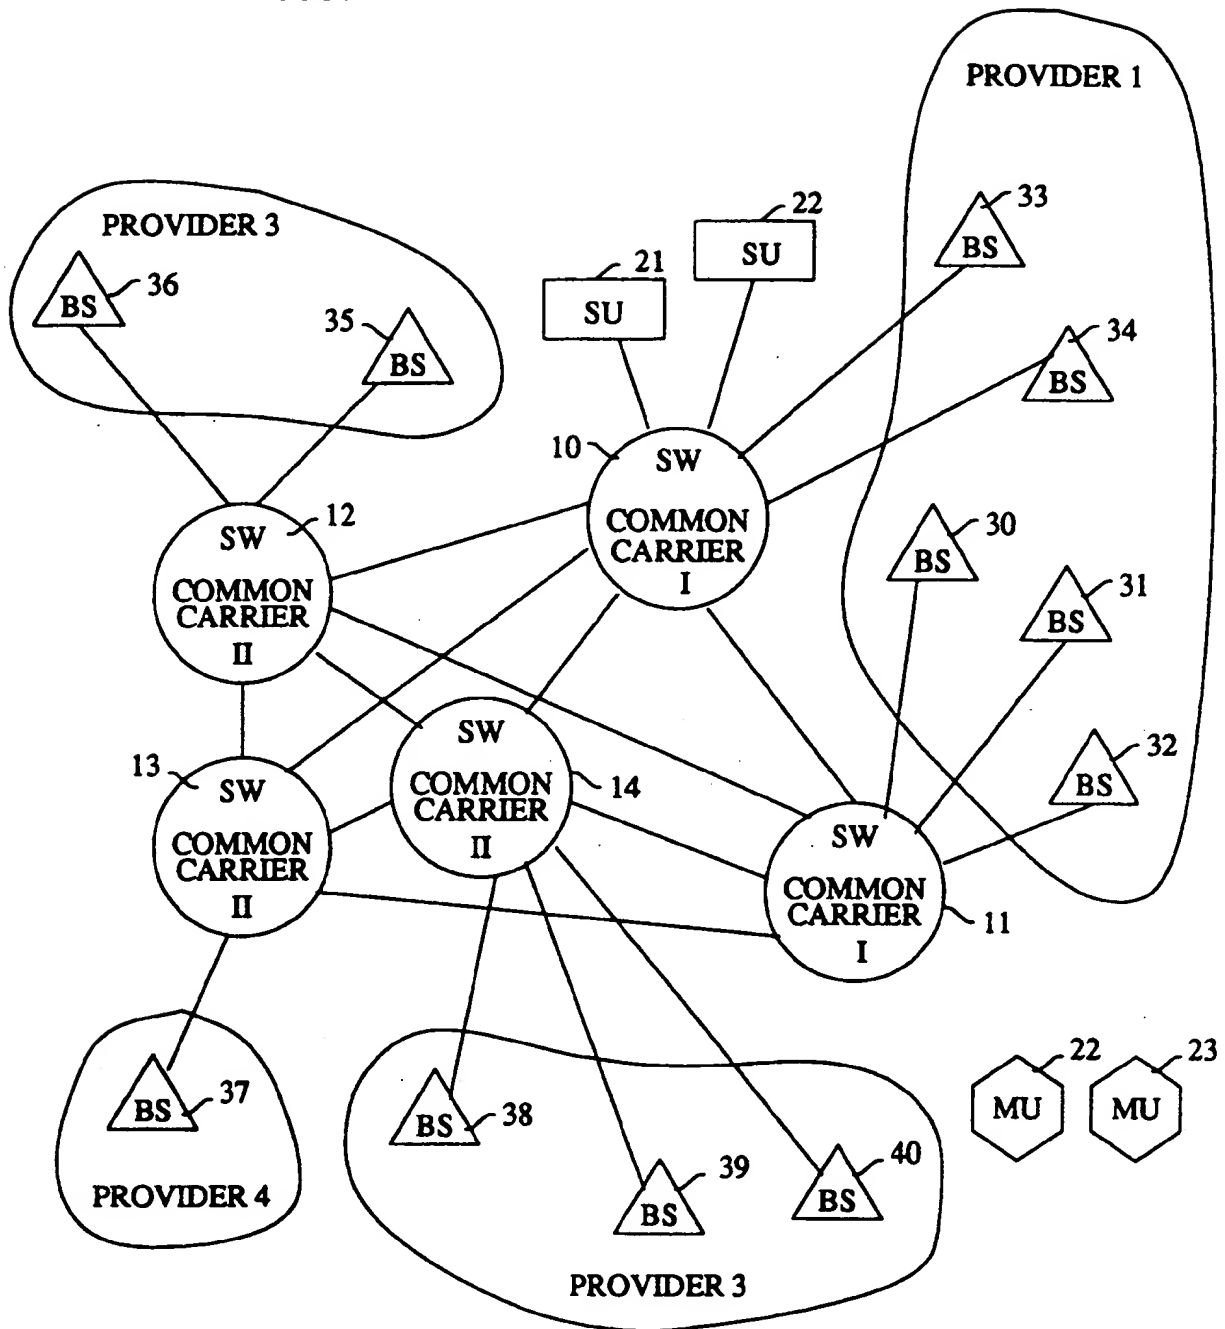 PROVIDER 1
33
BS
34
BS
PROVIDER 3
36
BS
35
BS
22
SU
21
SU
10
SW
COMMON
CARRIER
I
30
BS
31
BS
32
BS
12
SW
COMMON
CARRIER
II
13
SW
COMMON
CARRIER
II
14
SW
COMMON
CARRIER
II
11
SW
COMMON
CARRIER
I
37
BS
PROVIDER 4
38
BS
39
BS
40
BS
PROVIDER 3
22
MU
23
MU